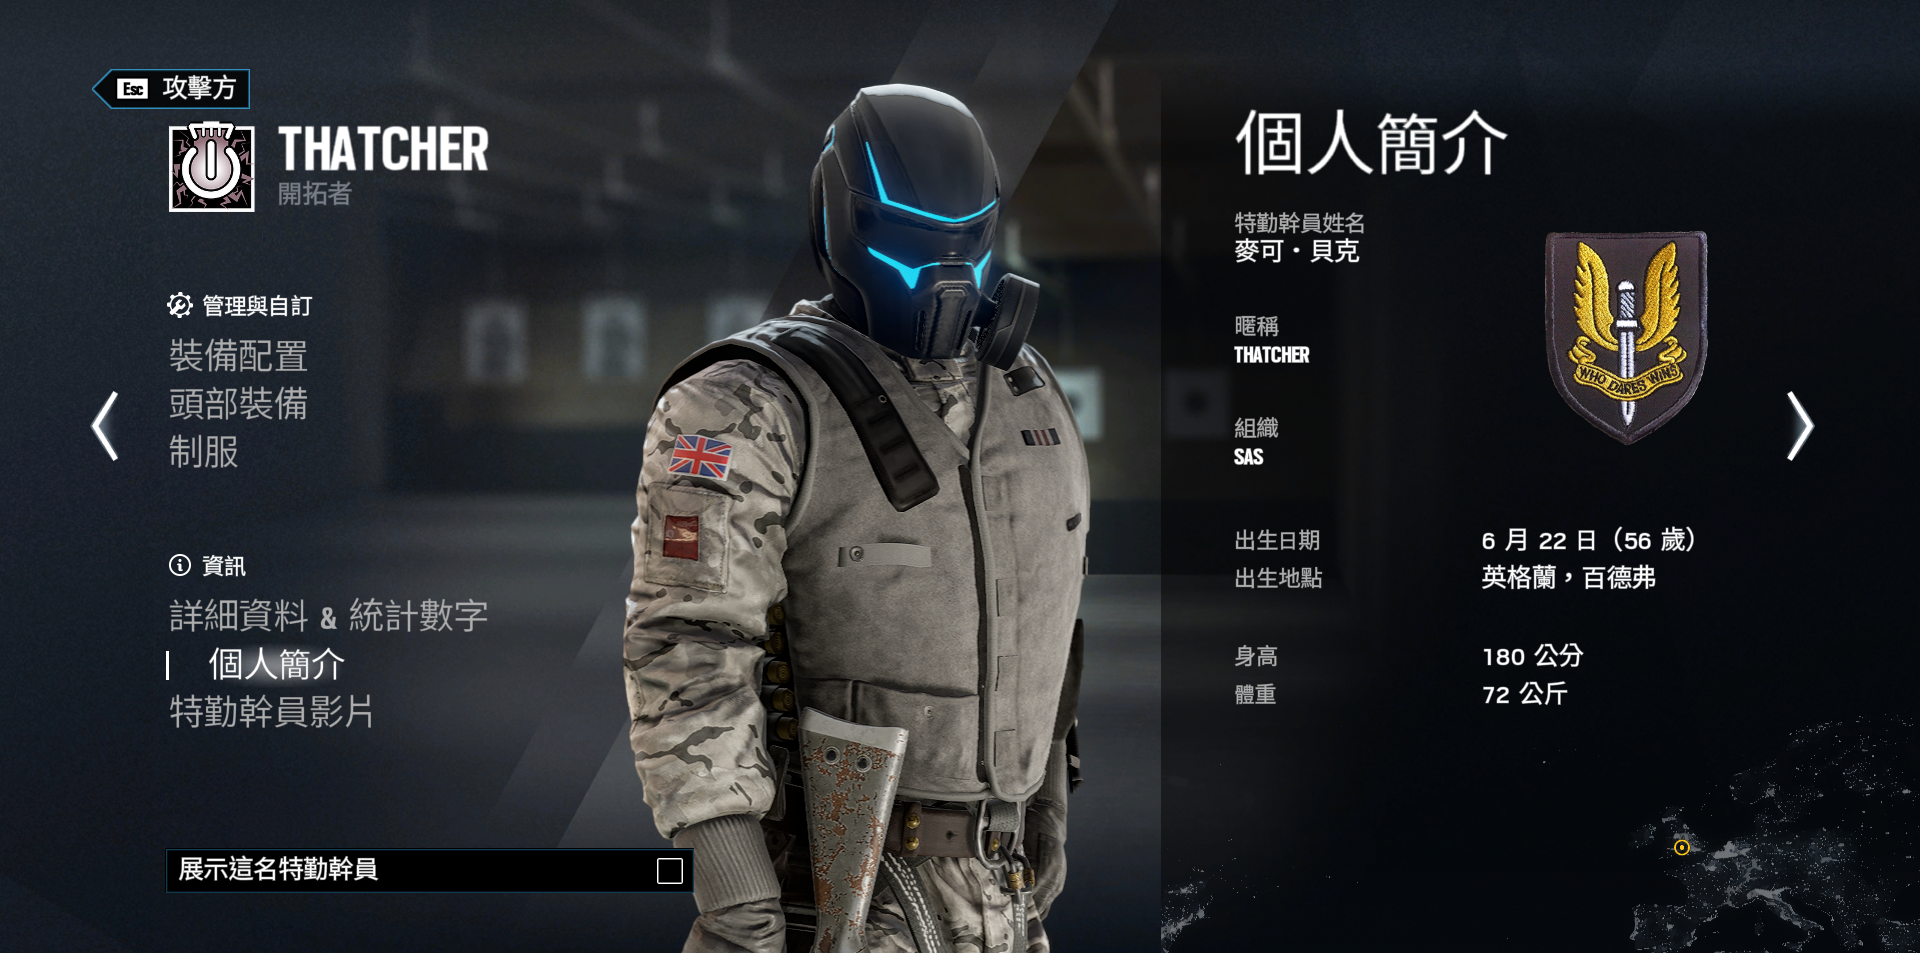 Esc 攻擊方
THATCHER
開拓者
管理與自訂
裝備配置
頭部裝備
制服
資訊
詳細資料 & 統計數字
個人簡介
特勤幹員影片
展示這名特勤幹員
個人簡介
特勤幹員姓名
麥可・貝克
暱稱
THATCHER
組織
SAS
WHO DARES WINS
出生日期 6 月 22 日（56 歲）
出生地點 英格蘭，百德弗
身高 180 公分
體重 72 公斤